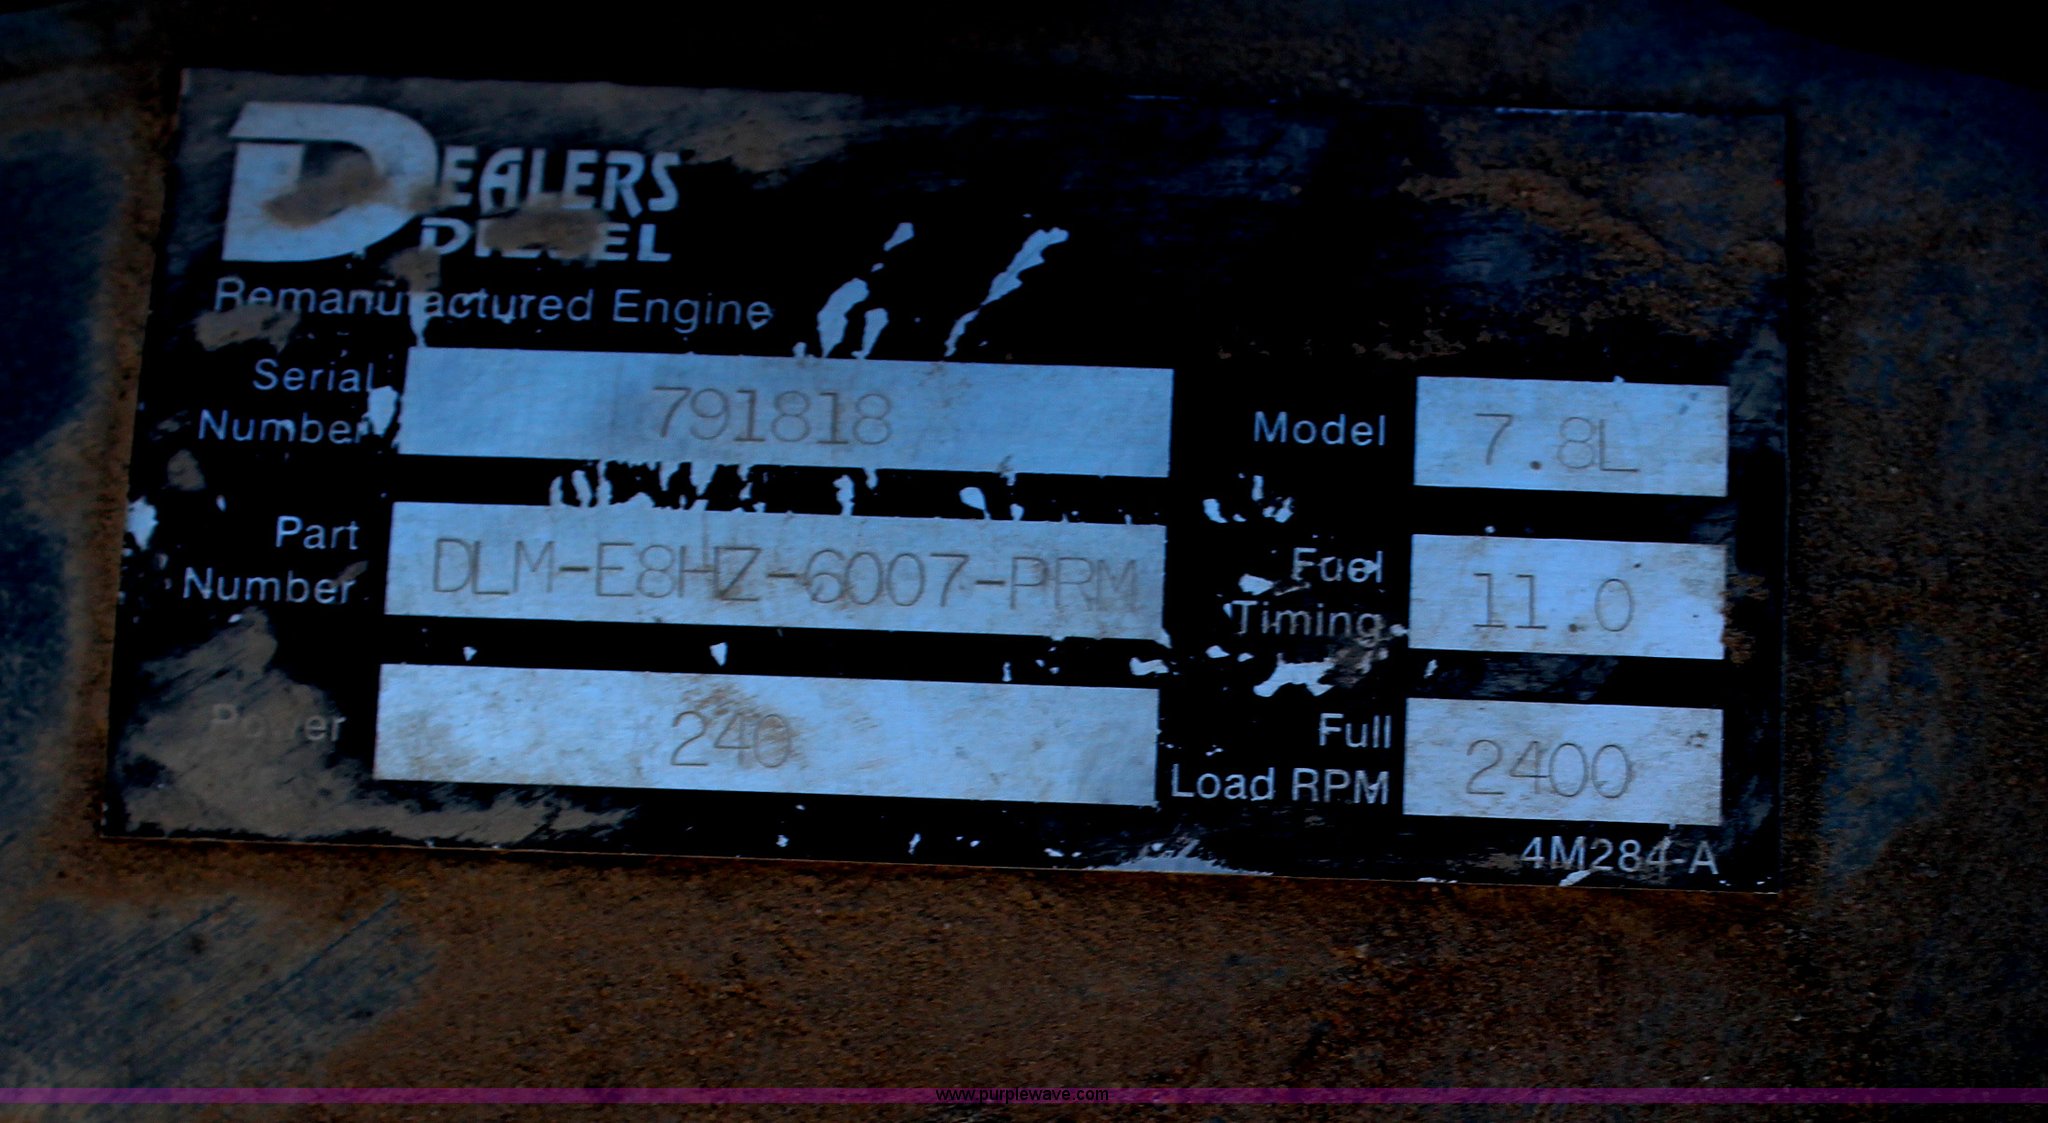 DEALERS
DIESEL
Remanufactured Engine
Serial Number 791818
Model 7.8L
Part Number DLM-E8HZ-6007-PRM
Fuel Timing 11.0
Power 240
Full Load RPM 2400
4M284-A
www.purplewave.com